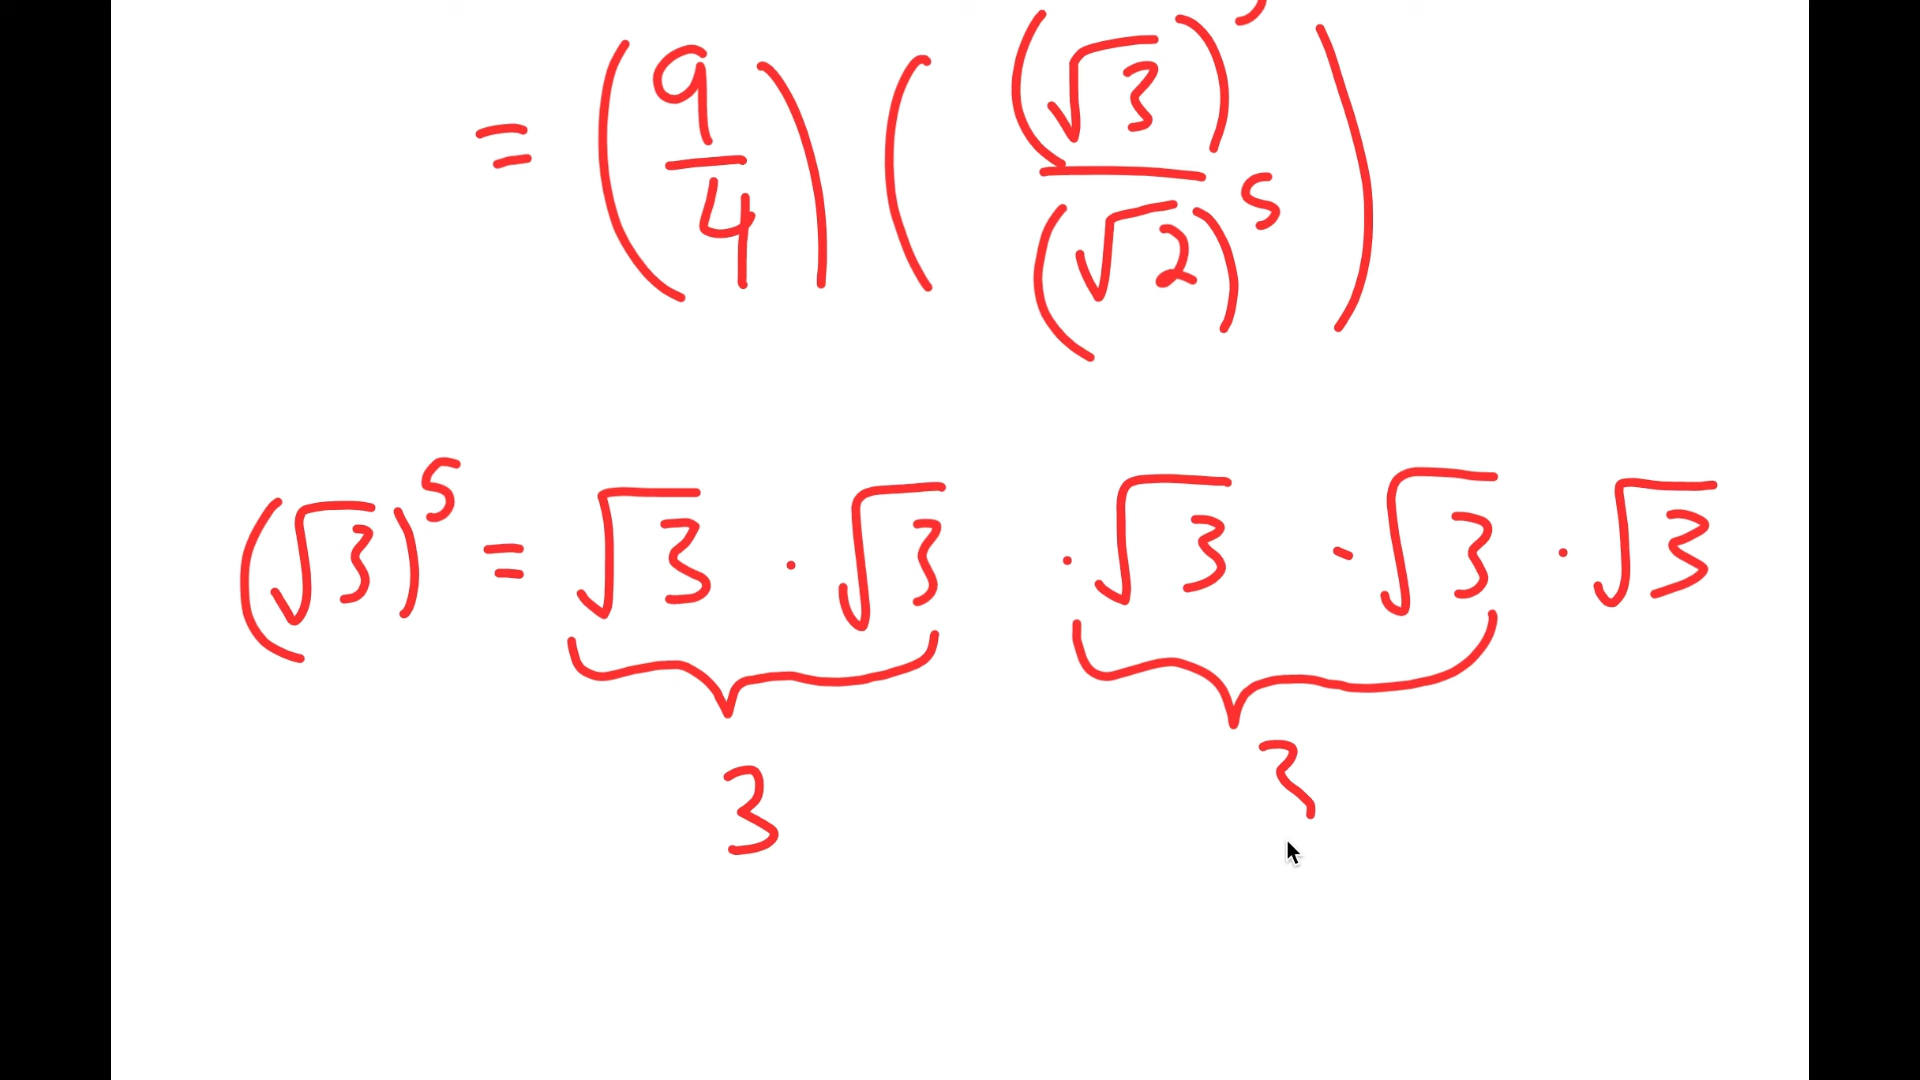 = (9/4) ( (√3)^5 / (√2)^5 )
(√3)^5 = √3 · √3 · √3 · √3 · √3
3 3